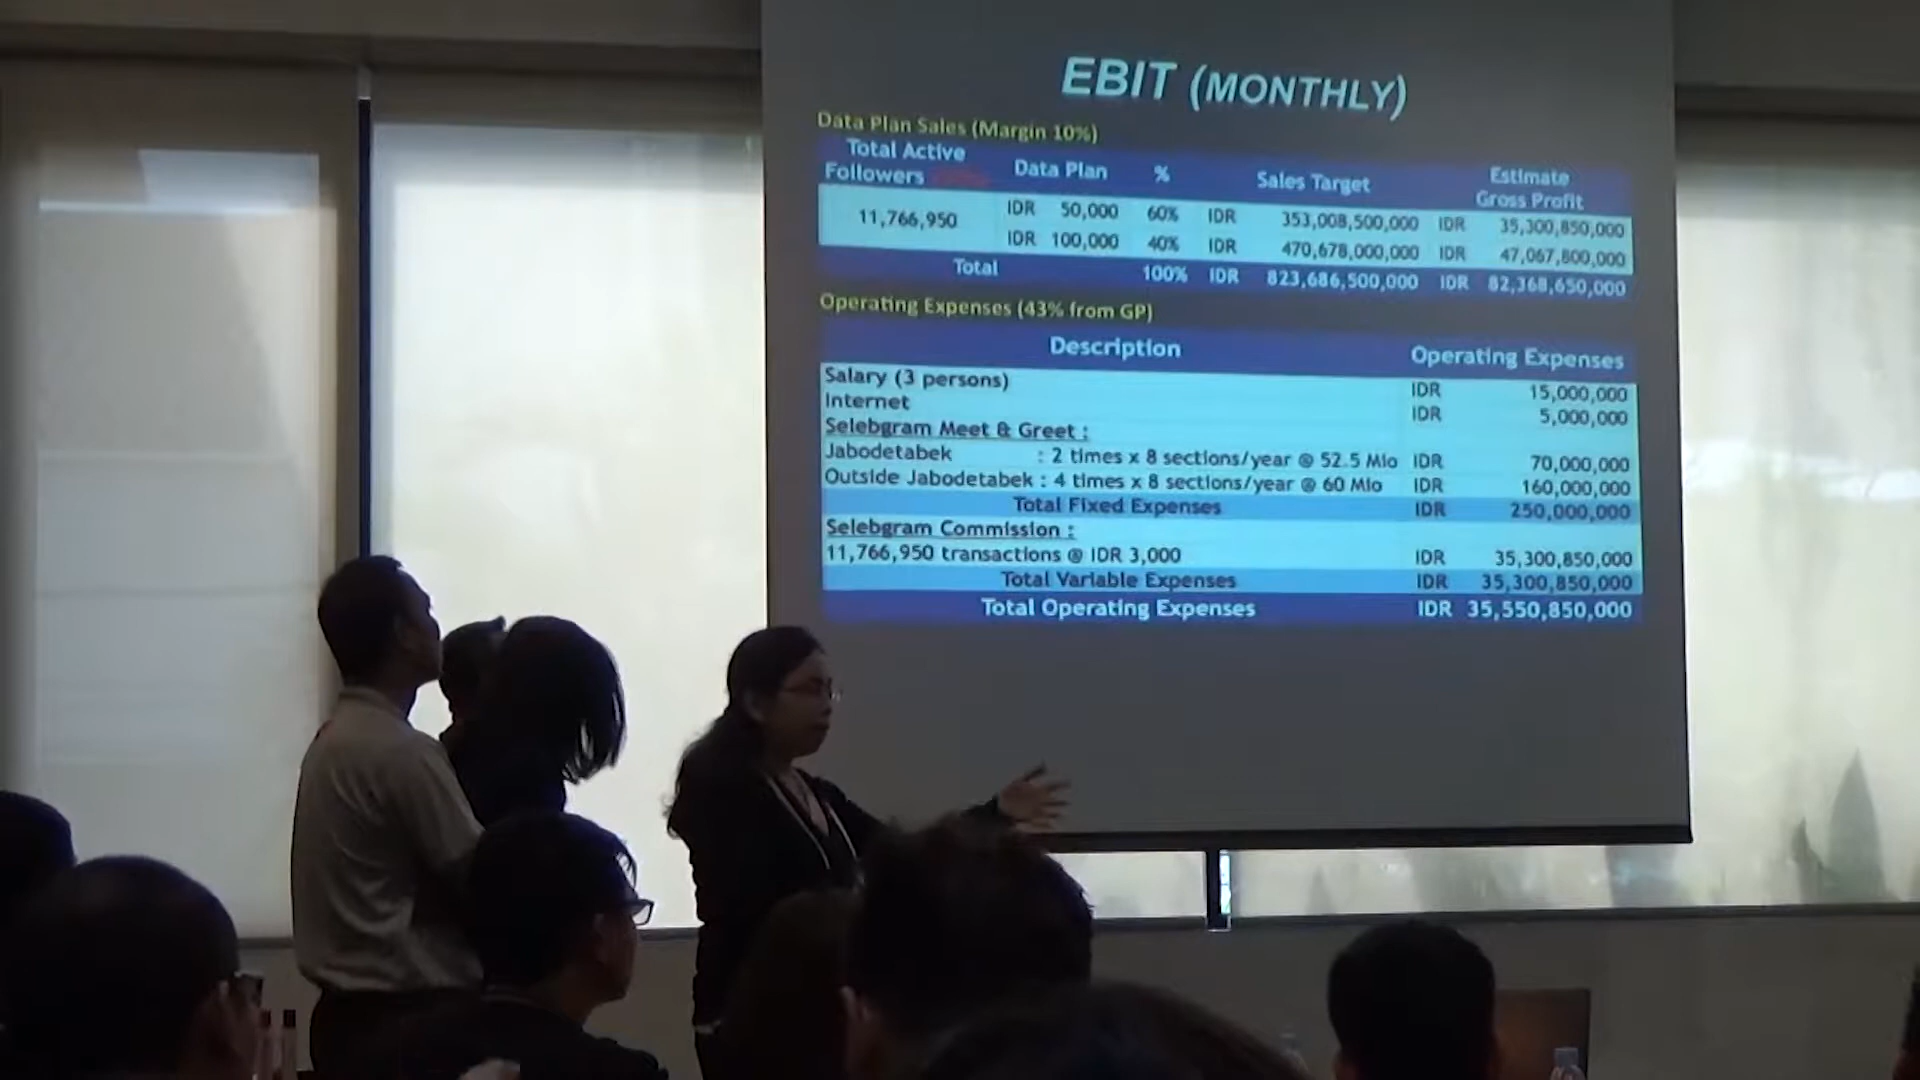 EBIT (MONTHLY)
Data Plan Sales (Margin 10%)
Total Active Followers Data Plan % Sales Target Estimate Gross Profit
11,766,950
IDR 50,000 60% IDR 353,008,500,000 IDR 35,300,850,000
IDR 100,000 40% IDR 470,678,000,000 IDR 47,067,800,000
Total 100% IDR 823,686,500,000 IDR 82,368,650,000
Operating Expenses (43% from GP)
Description Operating Expenses
Salary (3 persons) IDR 15,000,000
Internet IDR 5,000,000
Selebgram Meet & Greet :
Jabodetabek : 2 times x 8 sections/year @ 52.5 Mio IDR 70,000,000
Outside Jabodetabek : 4 times x 8 sections/year @ 60 Mio IDR 160,000,000
Total Fixed Expenses IDR 250,000,000
Selebgram Commission :
11,766,950 transactions @ IDR 3,000 IDR 35,300,850,000
Total Variable Expenses IDR 35,300,850,000
Total Operating Expenses IDR 35,550,850,000